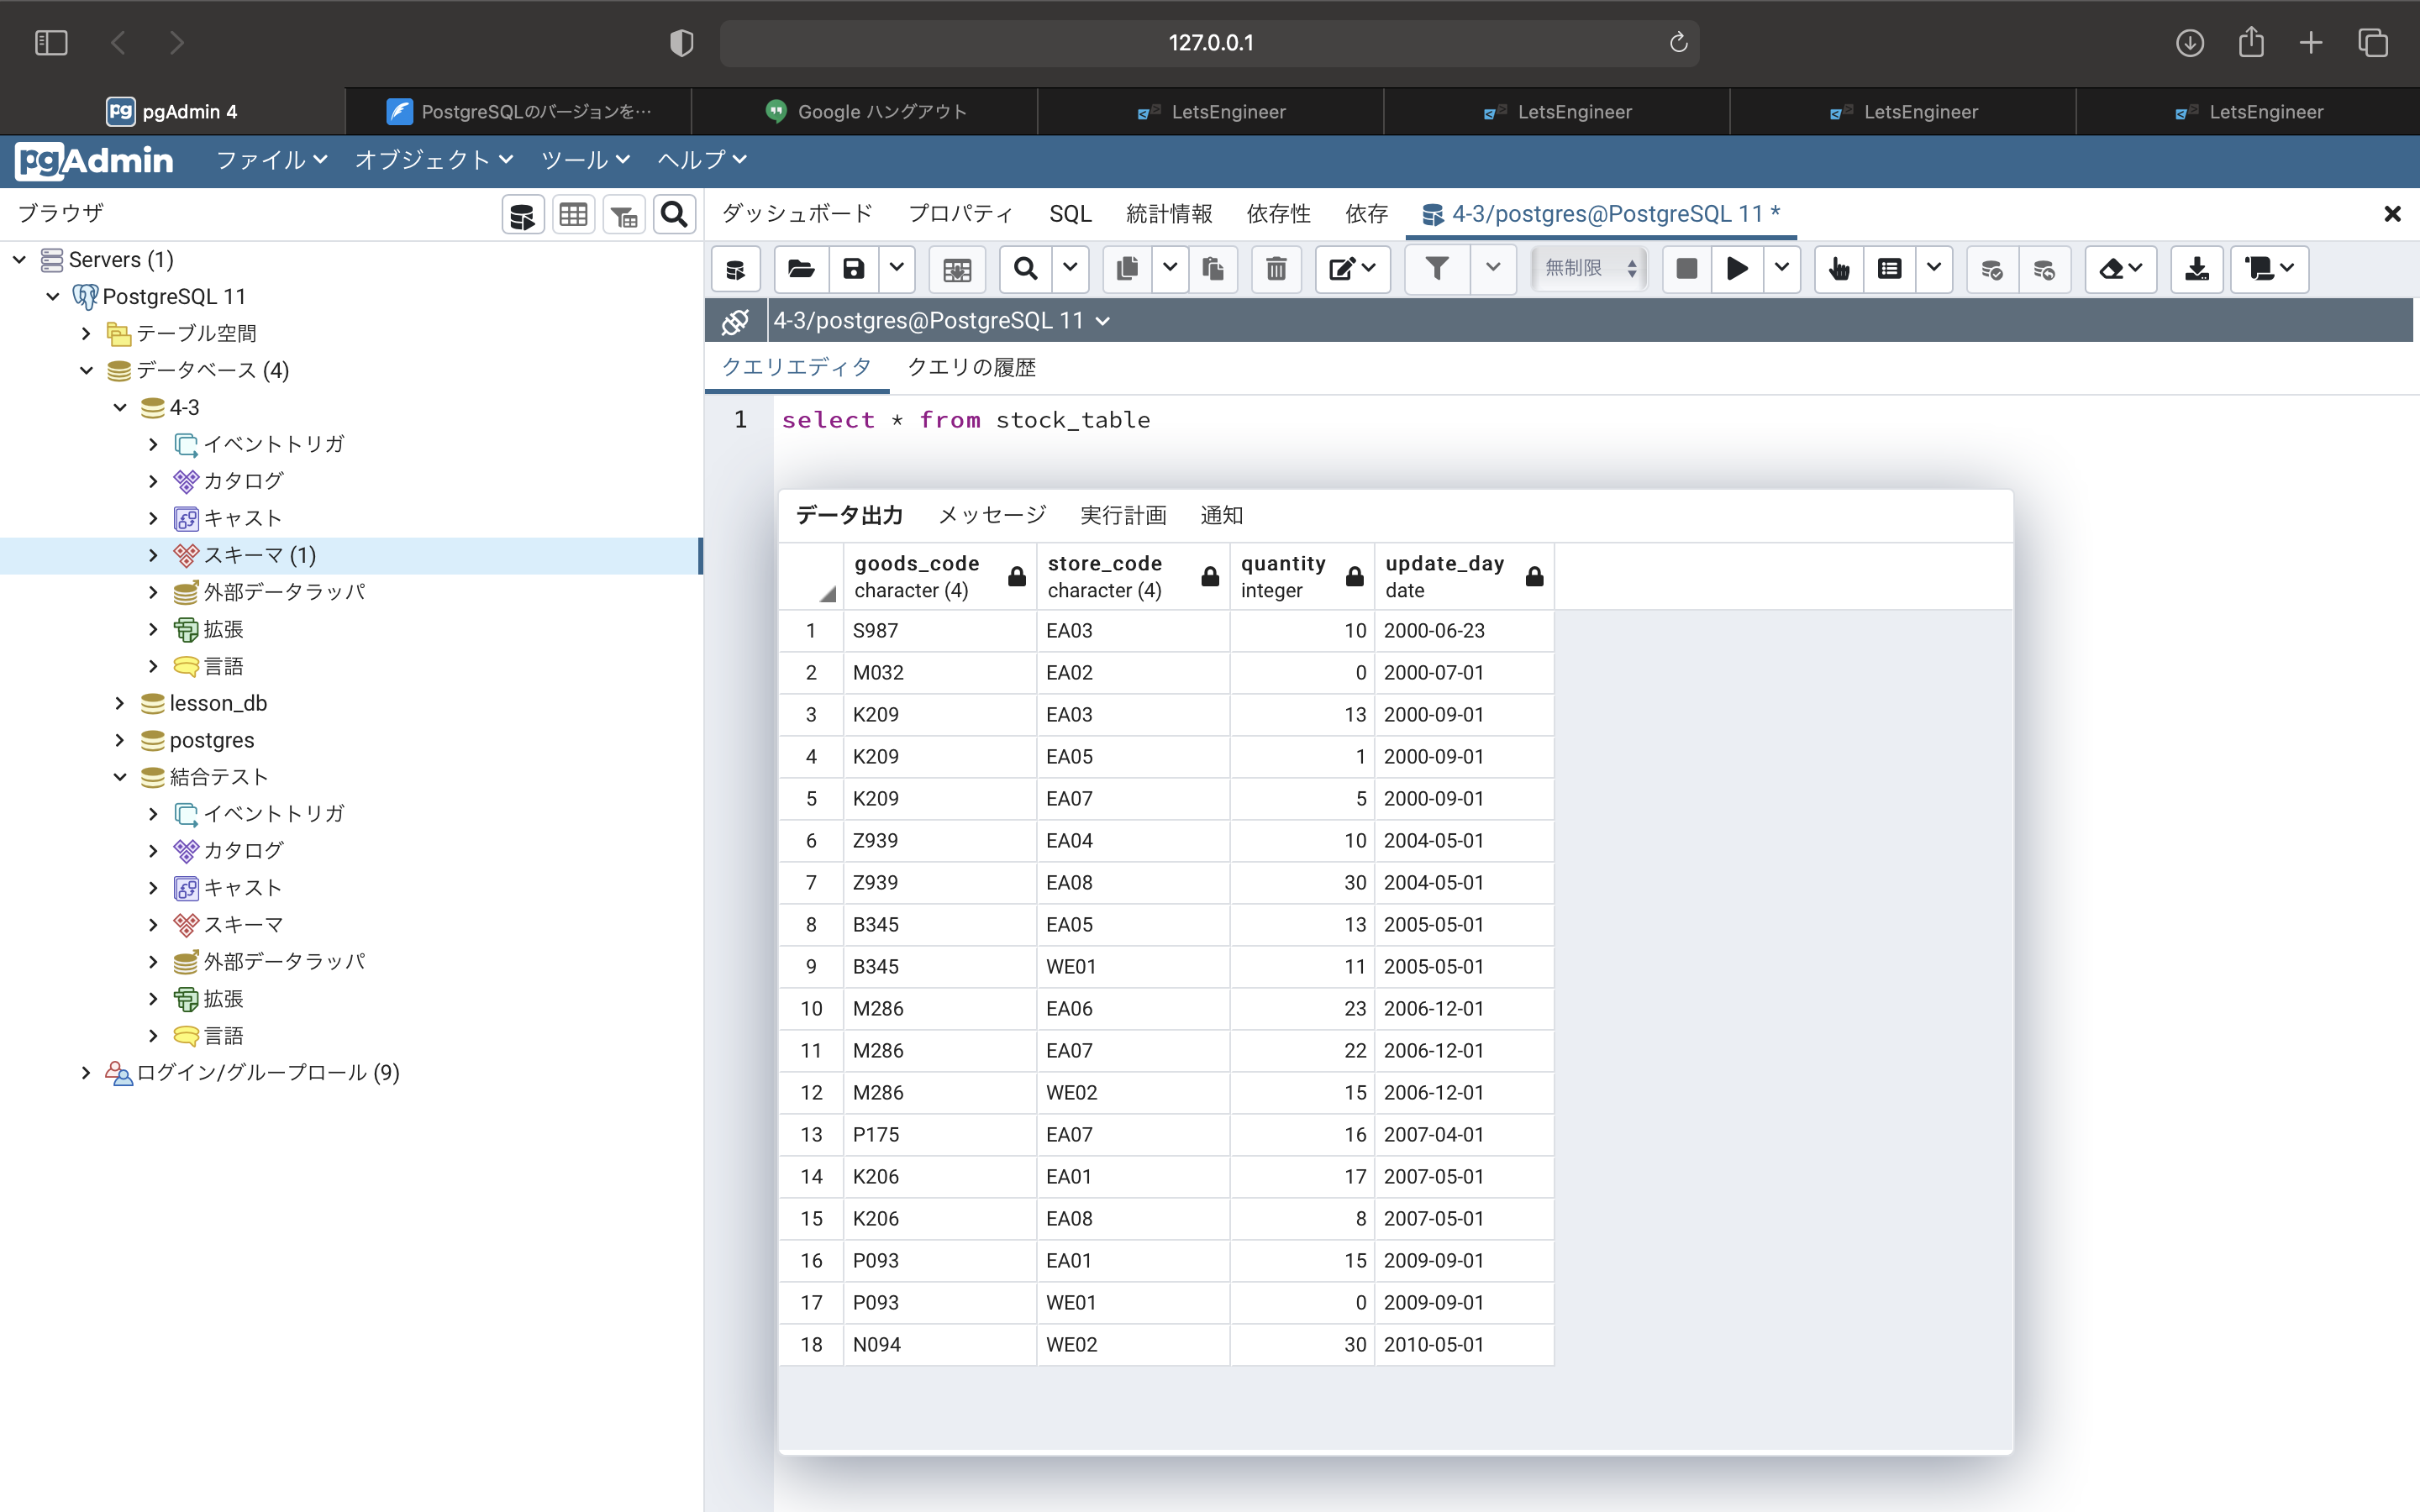 127.0.0.1
pgAdmin 4
PostgreSQLのバージョンを…
Google ハングアウト
LetsEngineer
LetsEngineer
LetsEngineer
LetsEngineer
pgAdmin ファイル オブジェクト ツール ヘルプ
ブラウザ
Servers (1)
PostgreSQL 11
テーブル空間
データベース (4)
4-3
イベントトリガ
カタログ
キャスト
スキーマ (1)
外部データラッパ
拡張
言語
lesson_db
postgres
結合テスト
イベントトリガ
カタログ
キャスト
スキーマ
外部データラッパ
拡張
言語
ログイン/グループロール (9)
ダッシュボード プロパティ SQL 統計情報 依存性 依存 4-3/postgres@PostgreSQL 11 *
無制限
4-3/postgres@PostgreSQL 11
クエリエディタ クエリの履歴
1 select * from stock_table
データ出力 メッセージ 実行計画 通知
goods_code store_code quantity update_day
character (4) character (4) integer date
1 S987 EA03 10 2000-06-23
2 M032 EA02 0 2000-07-01
3 K209 EA03 13 2000-09-01
4 K209 EA05 1 2000-09-01
5 K209 EA07 5 2000-09-01
6 Z939 EA04 10 2004-05-01
7 Z939 EA08 30 2004-05-01
8 B345 EA05 13 2005-05-01
9 B345 WE01 11 2005-05-01
10 M286 EA06 23 2006-12-01
11 M286 EA07 22 2006-12-01
12 M286 WE02 15 2006-12-01
13 P175 EA07 16 2007-04-01
14 K206 EA01 17 2007-05-01
15 K206 EA08 8 2007-05-01
16 P093 EA01 15 2009-09-01
17 P093 WE01 0 2009-09-01
18 N094 WE02 30 2010-05-01